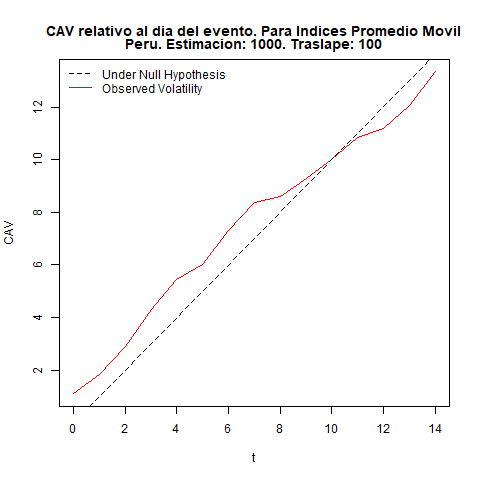 CAV relativo al dia del evento. Para Indices Promedio Movil
Peru. Estimacion: 1000. Traslape: 100
Under Null Hypothesis
Observed Volatility
CAV
12
10
8
6
4
2
0 2 4 6 8 10 12 14
t